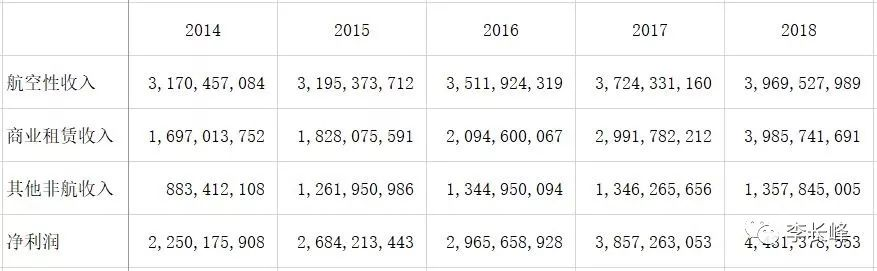 2014 2015 2016 2017 2018
航空性收入 3,170,457,084 3,195,373,712 3,511,924,319 3,724,331,160 3,969,527,989
商业租赁收入 1,697,013,752 1,828,075,591 2,094,600,067 2,991,782,212 3,985,741,691
其他非航收入 883,412,108 1,261,950,986 1,344,950,094 1,346,265,656 1,357,845,005
净利润 2,250,175,908 2,684,213,443 2,965,658,928 3,857,263,053 4,431,378,553
李长峰